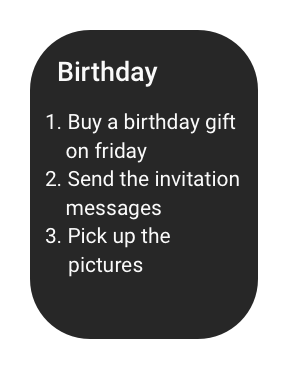 Birthday
1. Buy a birthday gift
on friday
2. Send the invitation
messages
3. Pick up the
pictures